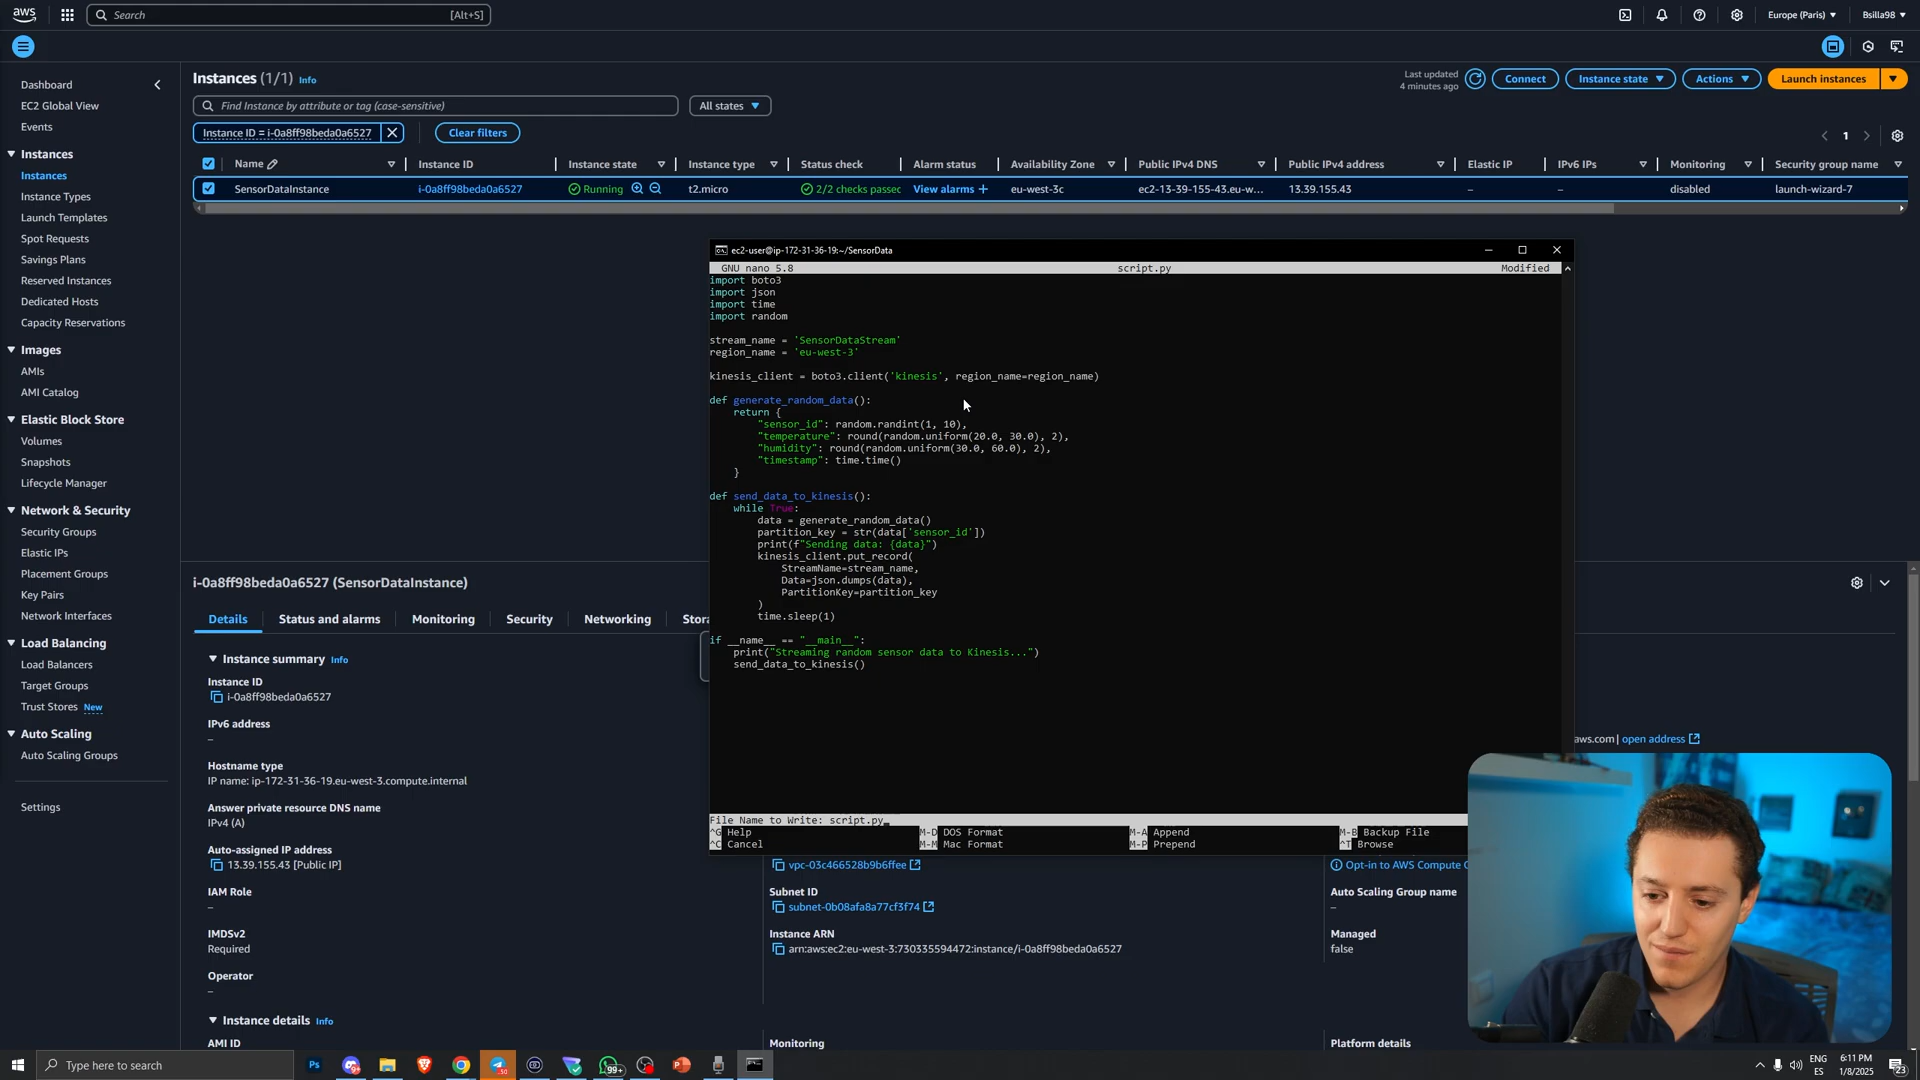 aws
Search
[Alt+S]
Europe (Paris)
Bsilla98
Dashboard
EC2 Global View
Events
Instances
Instances
Instance Types
Launch Templates
Spot Requests
Savings Plans
Reserved Instances
Dedicated Hosts
Capacity Reservations
Images
AMIs
AMI Catalog
Elastic Block Store
Volumes
Snapshots
Lifecycle Manager
Network & Security
Security Groups
Elastic IPs
Placement Groups
Key Pairs
Network Interfaces
Load Balancing
Load Balancers
Target Groups
Trust Stores New
Auto Scaling
Auto Scaling Groups
Settings
Instances (1/1) Info
Last updated
4 minutes ago
Connect
Instance state
Actions
Launch instances
Find Instance by attribute or tag (case-sensitive)
All states
Instance ID = i-0a8ff98beda0a6527
Clear filters
1
Name Instance ID Instance state Instance type Status check Alarm status Availability Zone Public IPv4 DNS Public IPv4 address Elastic IP IPv6 IPs Monitoring Security group name
SensorDataInstance i-0a8ff98beda0a6527 Running t2.micro 2/2 checks passec View alarms + eu-west-3c ec2-13-39-155-43.eu-w... 13.39.155.43 – – disabled launch-wizard-7
ec2-user@ip-172-31-36-19:~/SensorData
GNU nano 5.8 script.py Modified
import boto3
import json
import time
import random
stream_name = 'SensorDataStream'
region_name = 'eu-west-3'
kinesis_client = boto3.client('kinesis', region_name=region_name)
def generate_random_data():
return {
"sensor_id": random.randint(1, 10),
"temperature": round(random.uniform(20.0, 30.0), 2),
"humidity": round(random.uniform(30.0, 60.0), 2),
"timestamp": time.time()
}
def send_data_to_kinesis():
while True:
data = generate_random_data()
partition_key = str(data['sensor_id'])
print(f"Sending data: {data}")
kinesis_client.put_record(
StreamName=stream_name,
Data=json.dumps(data),
PartitionKey=partition_key
)
time.sleep(1)
if __name__ == "__main__":
print("Streaming random sensor data to Kinesis...")
send_data_to_kinesis()
File Name to Write: script.py
^G Help M-D DOS Format M-A Append M-B Backup File
^C Cancel M-M Mac Format M-P Prepend ^T Browse
i-0a8ff98beda0a6527 (SensorDataInstance)
Details
Status and alarms
Monitoring
Security
Networking
Stora
Instance summary Info
Instance ID
i-0a8ff98beda0a6527
IPv6 address
–
Hostname type
IP name: ip-172-31-36-19.eu-west-3.compute.internal
Answer private resource DNS name
IPv4 (A)
Auto-assigned IP address
13.39.155.43 [Public IP]
IAM Role
–
IMDSv2
Required
Operator
–
Instance details Info
AMI ID
vpc-03c466528b9b6ffee
Subnet ID
subnet-0b08afa8a77cf3f74
Instance ARN
arn:aws:ec2:eu-west-3:730335594472:instance/i-0a8ff98beda0a6527
Monitoring
aws.com | open address
Opt-in to AWS Compute O
Auto Scaling Group name
–
Managed
false
Platform details
Type here to search
Ps
99+
ENG
ES
6:11 PM
1/8/2025
23